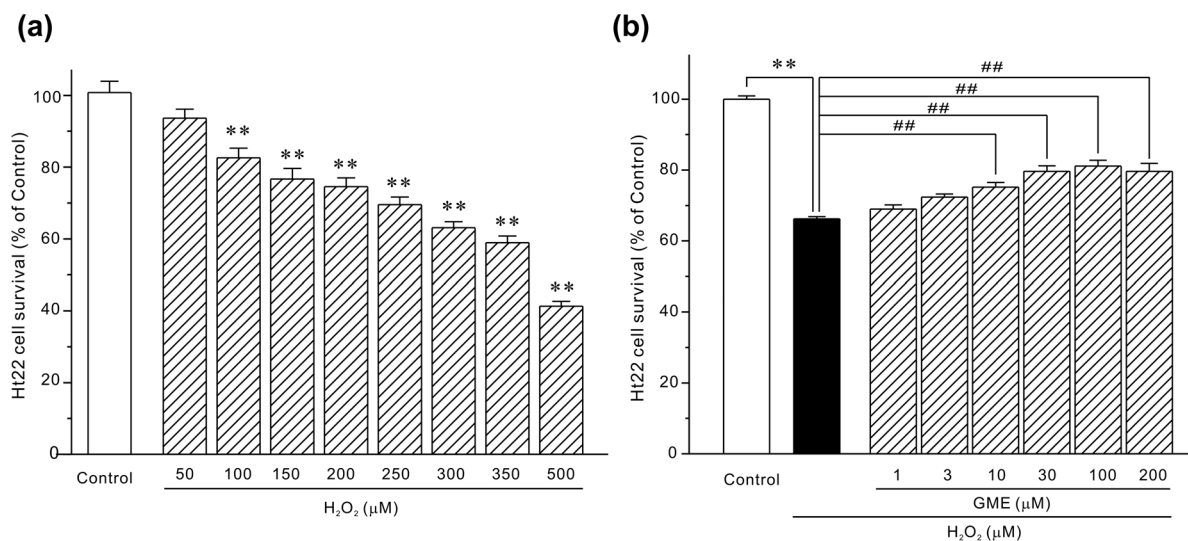 (a)
Ht22 cell survival (% of Control)
100
80
60
40
20
0
**
**
**
**
**
**
**
Control
50 100 150 200 250 300 350 500
H₂O₂ (μM)
(b)
Ht22 cell survival (% of Control)
100
80
60
40
20
0
**
##
##
##
##
Control
1 3 10 30 100 200
GME (μM)
H₂O₂ (μM)